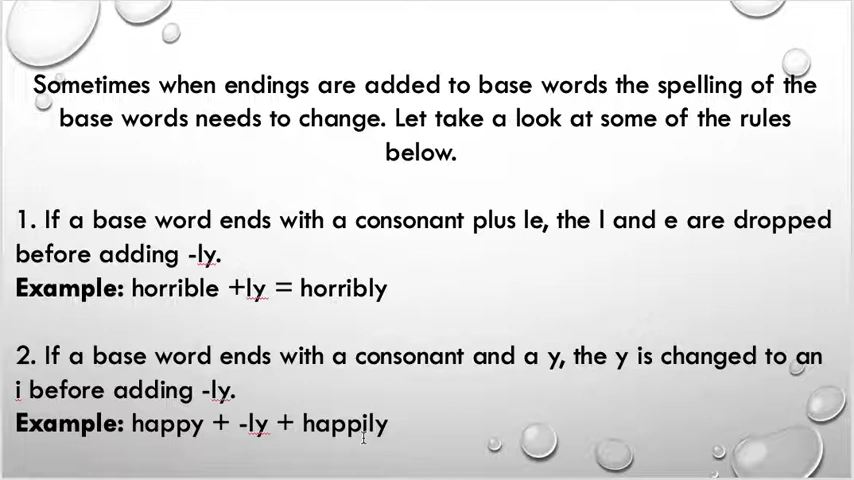 Sometimes when endings are added to base words the spelling of the
base words needs to change. Let take a look at some of the rules
below.
1. If a base word ends with a consonant plus le, the l and e are dropped
before adding -ly.
Example: horrible +ly = horribly
2. If a base word ends with a consonant and a y, the y is changed to an
i before adding -ly.
Example: happy + -ly + happily